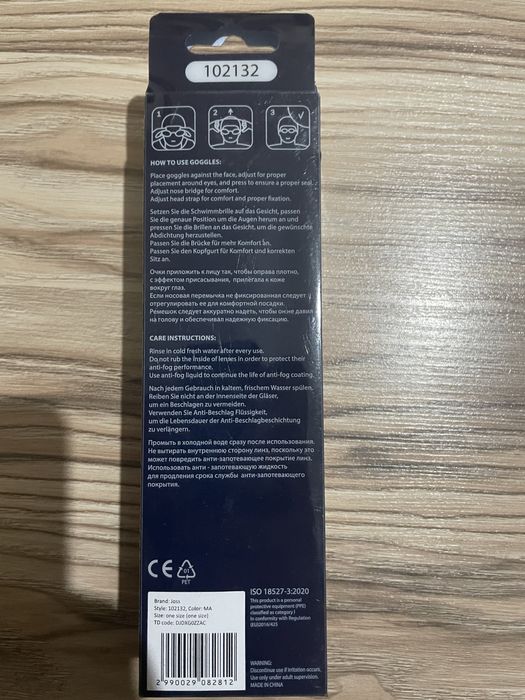 102132
1
2
3
HOW TO USE GOGGLES:
Place goggles against the face, adjust for proper
placement around eyes, and press to ensure a proper seal.
Adjust nose bridge for comfort.
Adjust head strap for comfort and proper fixation.
Setzen Sie die Schwimmbrille auf das Gesicht, passen
Sie die genaue Position um die Augen herum an und
pressen Sie die Brillen an das Gesicht, um die gewünschte
Abdichtung herzustellen.
Passen Sie die Brücke für mehr Komfort an.
Passen Sie den Kopfgurt für Komfort und korrekten
Sitz an.
Очки приложить к лицу так, чтобы оправа плотно,
с эффектом присасывания, прилегала к коже
вокруг глаз.
Если носовая перемычка не фиксированная следует
отрегулировать ее для комфортной посадки.
Ремешок следует аккуратно надеть, чтобы он не давил
на голову и обеспечивал надежную фиксацию.
CARE INSTRUCTIONS:
Rinse in cold fresh water after every use.
Do not rub the inside of lenses in order to protect their
anti-fog performance.
Use anti-fog liquid to continue the life of anti-fog coating.
Nach jedem Gebrauch in kaltem, frischem Wasser spülen.
Reiben Sie nicht an der Innenseite der Gläser,
um ein Beschlagen zu vermeiden.
Verwenden Sie Anti-Beschlag Flüssigkeit,
um die Lebensdauer der Anti-Beschlagbeschichtung
zu verlängern.
Промыть в холодной воде сразу после использования.
Не вытирать внутреннюю сторону линз, поскольку это
может повредить анти-запотевающее покрытие линз.
Использовать анти - запотевающую жидкость
для продления срока службы анти-запотевающего
покрытия.
CE
01
PET
ISO 18527-3:2020
This product is a personal
protective equipment (PPE)
classified as category I
In conformity with Regulation
(EU)2016/425
Brand: Joss
Style: 102132, Color: MA
Size: one size (one size)
TD code: DJDXG0ZZAC
2 990029 082812
WARNING:
Discontinue use if irritation occurs.
Use only under adult supervision.
MADE IN CHINA